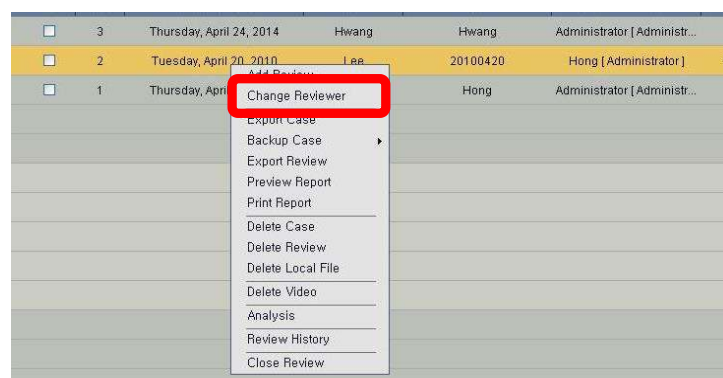 3 Thursday, April 24, 2014 Hwang Hwang Administrator [ Administr...
2 Tuesday, April 20, 2010 Lee 20100420 Hong [ Administrator ]
1 Thursday, Apri Hong Administrator [ Administr...
Add Review
Change Reviewer
Export Case
Backup Case
Export Review
Preview Report
Print Report
Delete Case
Delete Review
Delete Local File
Delete Video
Analysis
Review History
Close Review